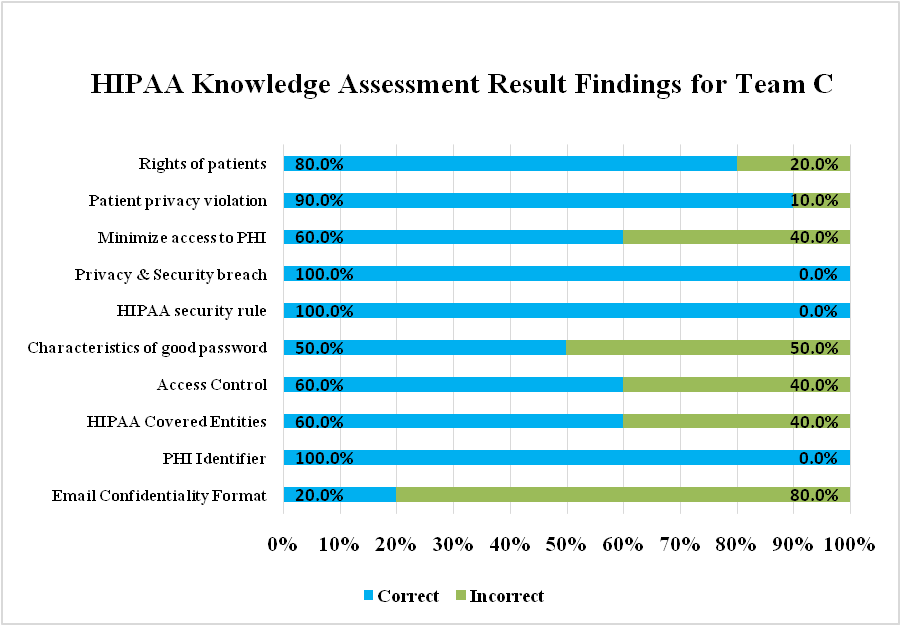 HIPAA Knowledge Assessment Result Findings for Team C
Rights of patients 80.0% 20.0%
Patient privacy violation 90.0% 10.0%
Minimize access to PHI 60.0% 40.0%
Privacy & Security breach 100.0% 0.0%
HIPAA security rule 100.0% 0.0%
Characteristics of good password 50.0% 50.0%
Access Control 60.0% 40.0%
HIPAA Covered Entities 60.0% 40.0%
PHI Identifier 100.0% 0.0%
Email Confidentiality Format 20.0% 80.0%
0% 10% 20% 30% 40% 50% 60% 70% 80% 90% 100%
Correct Incorrect